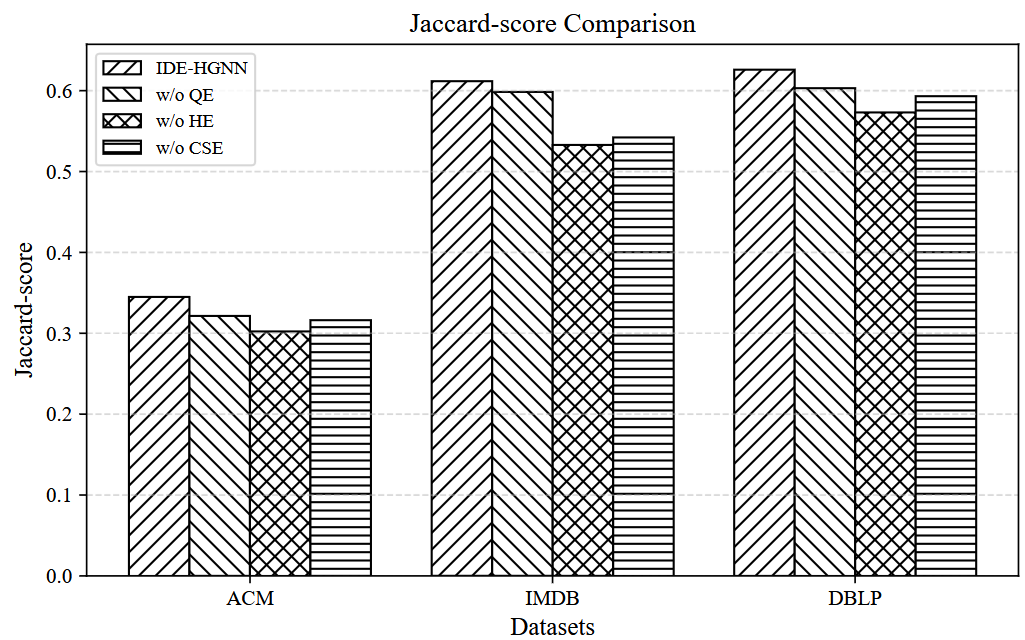 Jaccard-score Comparison
IDE-HGNN
w/o QE
w/o HE
w/o CSE
Jaccard-score
0.6
0.5
0.4
0.3
0.2
0.1
0.0
ACM IMDB DBLP
Datasets